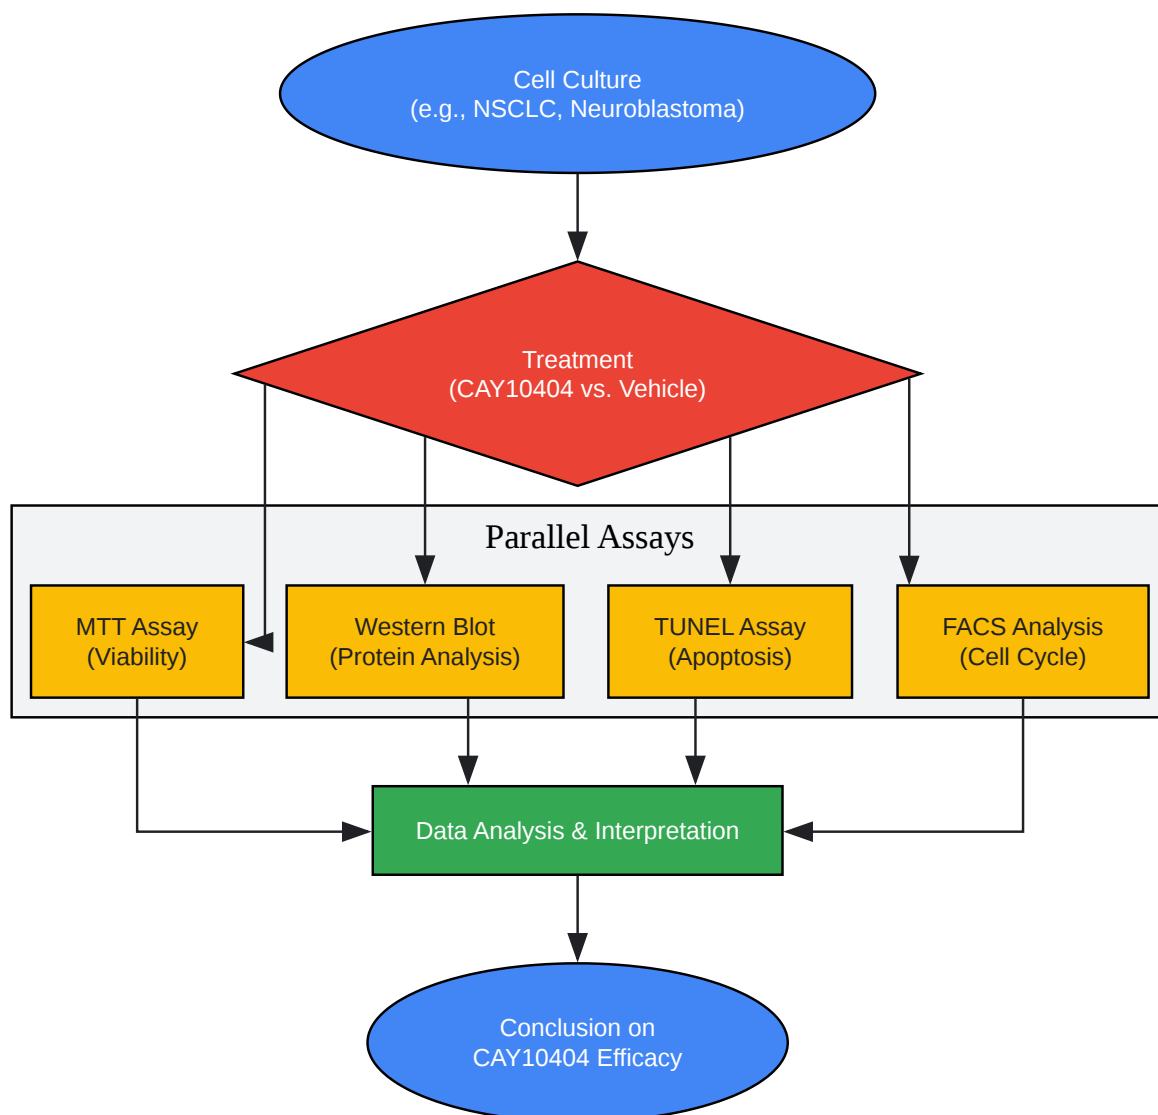 Cell Culture
(e.g., NSCLC, Neuroblastoma)
Treatment
(CAY10404 vs. Vehicle)
Parallel Assays
MTT Assay
(Viability)
Western Blot
(Protein Analysis)
TUNEL Assay
(Apoptosis)
FACS Analysis
(Cell Cycle)
Data Analysis & Interpretation
Conclusion on
CAY10404 Efficacy